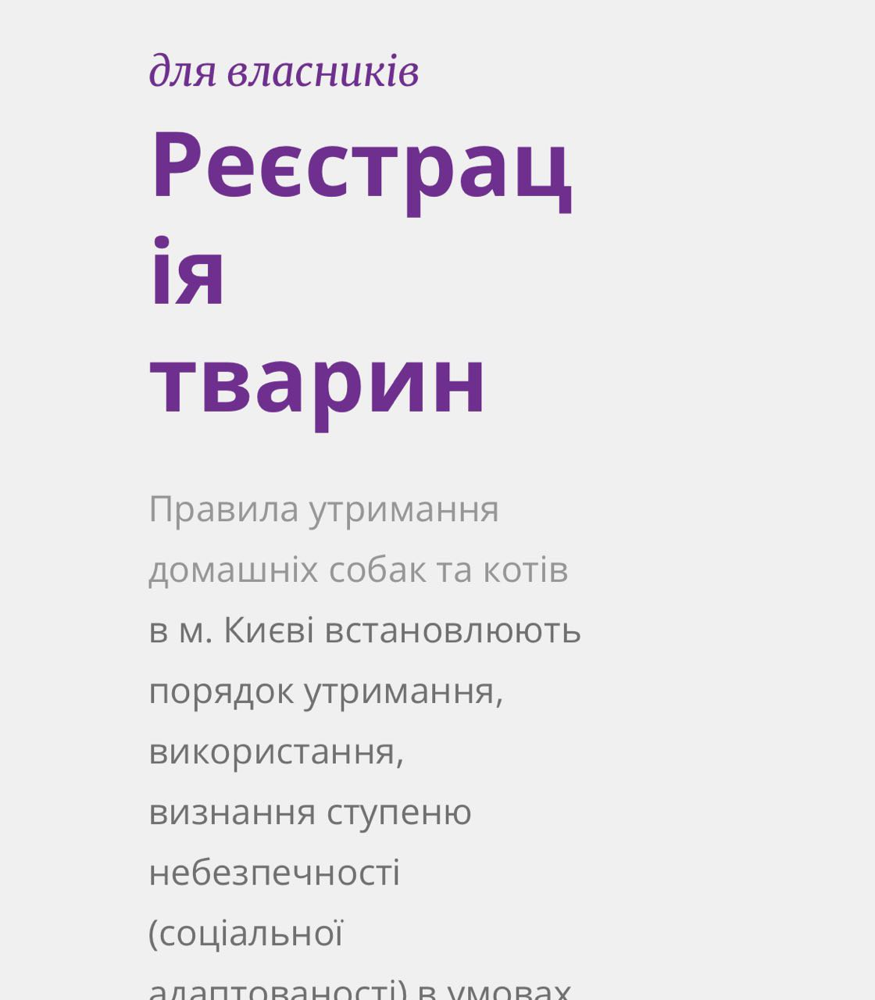 для власників
Реєстрац
ія
тварин
Правила утримання
домашніх собак та котів
в м. Києві встановлюють
порядок утримання,
використання,
визнання ступеню
небезпечності
(соціальної
адаптованості) в умовах